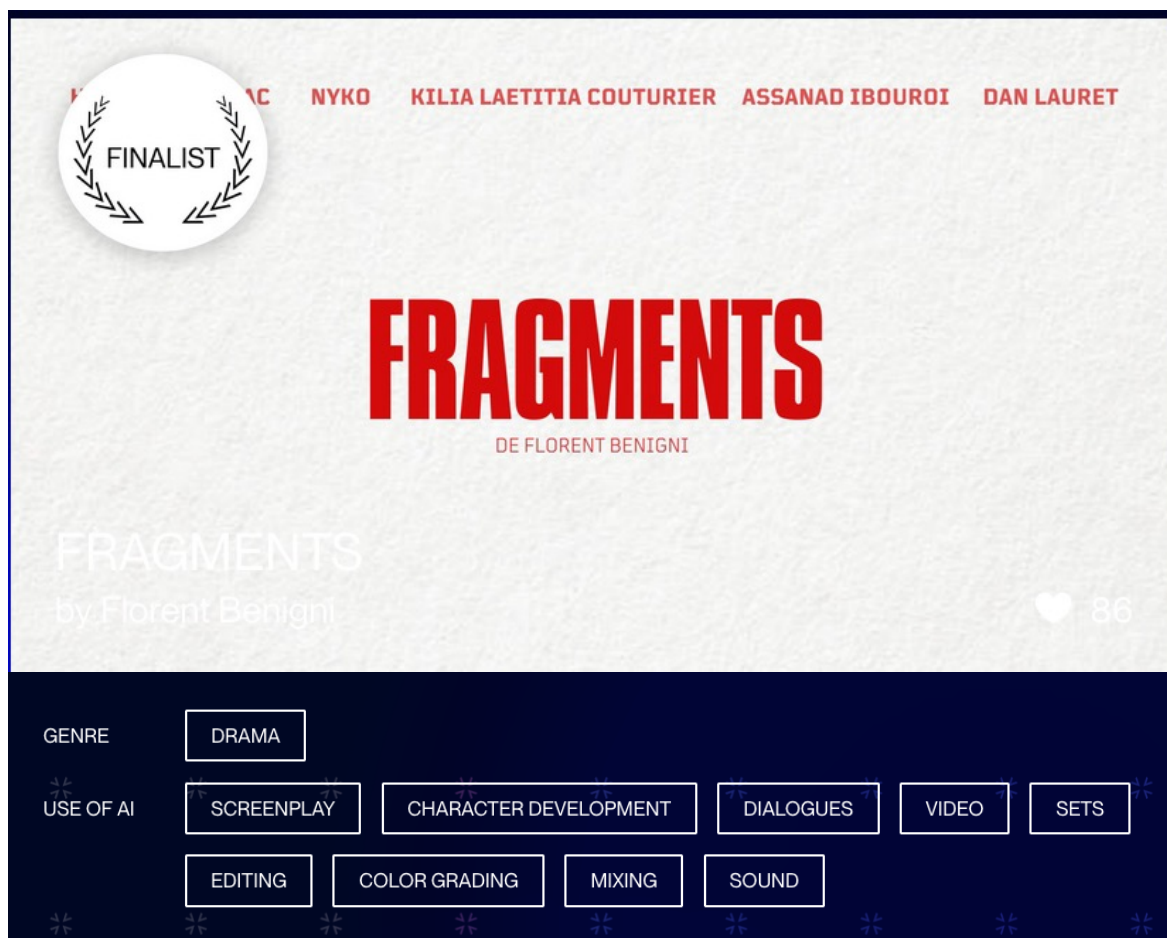 AC NYKO KILIA LAETITIA COUTURIER ASSANAD IBOUROI DAN LAURET
FINALIST
FRAGMENTS
DE FLORENT BENIGNI
FRAGMENTS
by Florent Benigni
86
GENRE DRAMA
USE OF AI SCREENPLAY CHARACTER DEVELOPMENT DIALOGUES VIDEO SETS
EDITING COLOR GRADING MIXING SOUND